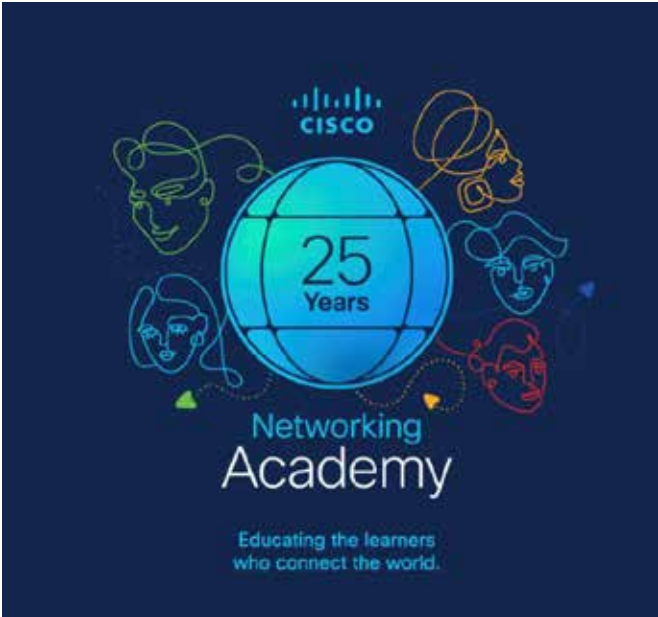 CISCO
25
Years
Networking
Academy
Educating the learners
who connect the world.